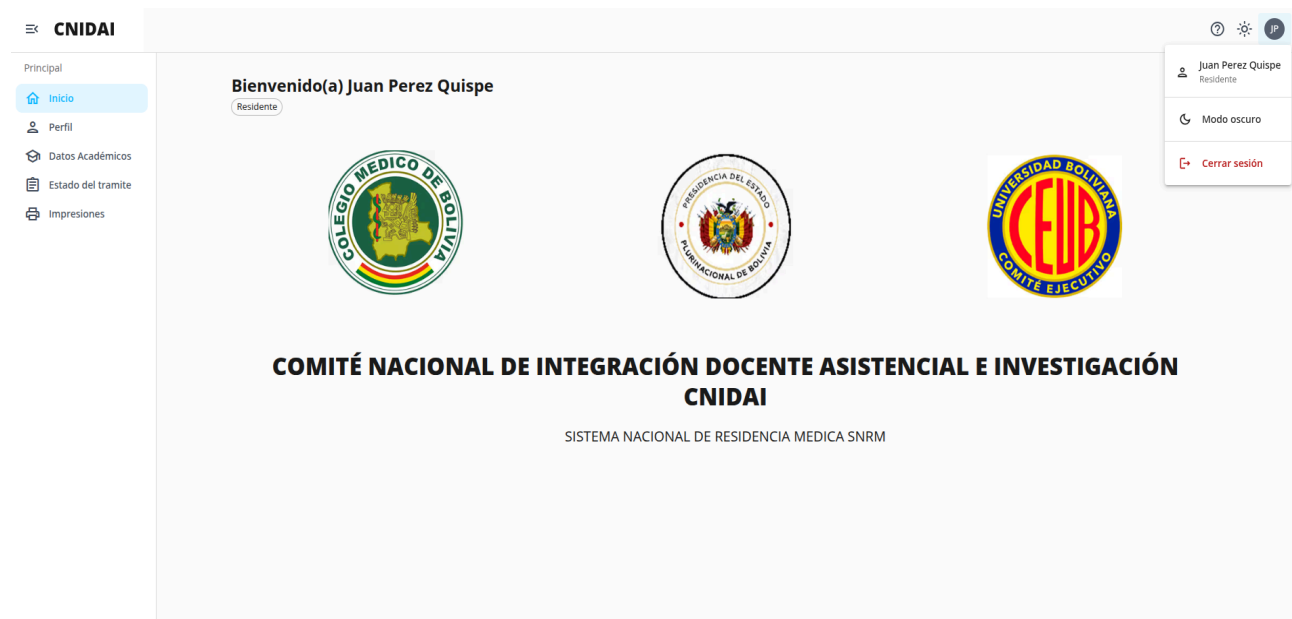 CNIDAI
JP
Principal
Inicio
Perfil
Datos Académicos
Estado del tramite
Impresiones
Juan Perez Quispe
Residente
Modo oscuro
Cerrar sesión
Bienvenido(a) Juan Perez Quispe
Residente
COLEGIO MEDICO DE BOLIVIA
PRESIDENCIA DEL ESTADO
PLURINACIONAL DE BOLIVIA
UNIVERSIDAD BOLIVIANA
CEUB
COMITÉ EJECUTIVO
COMITÉ NACIONAL DE INTEGRACIÓN DOCENTE ASISTENCIAL E INVESTIGACIÓN
CNIDAI
SISTEMA NACIONAL DE RESIDENCIA MEDICA SNRM